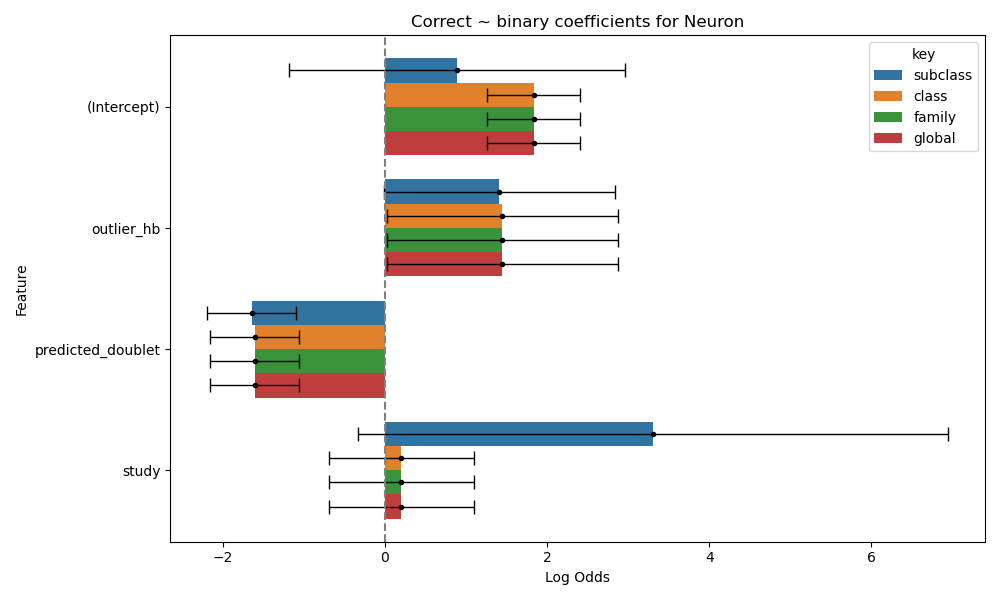 Correct ~ binary coefficients for Neuron
key
subclass
class
family
global
(Intercept)
outlier_hb
predicted_doublet
study
Feature
−2
0
2
4
6
Log Odds